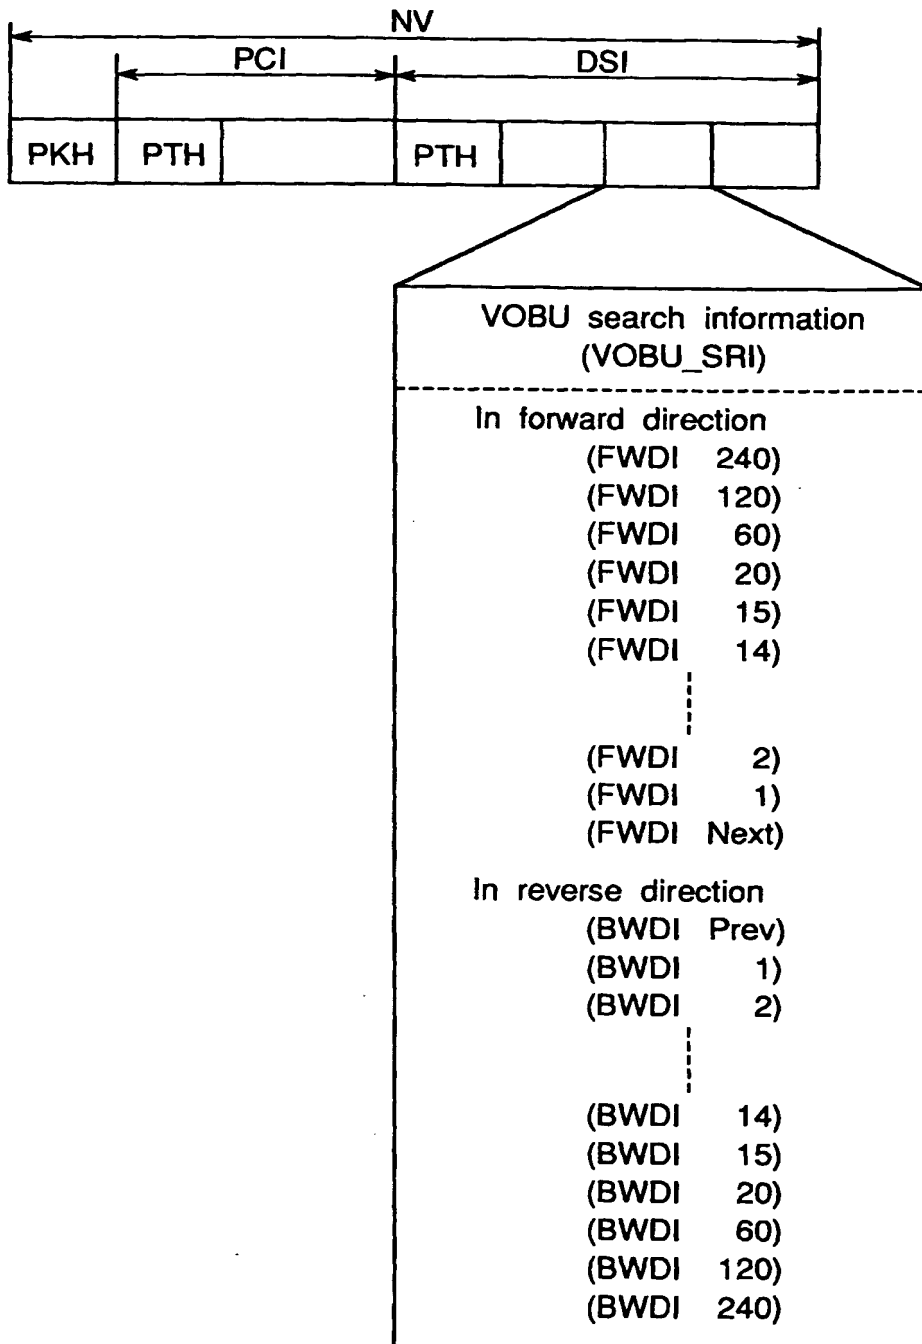 NV
PCI DSI
PKH PTH PTH
VOBU search information
(VOBU_SRI)
In forward direction
(FWDI 240)
(FWDI 120)
(FWDI 60)
(FWDI 20)
(FWDI 15)
(FWDI 14)
(FWDI 2)
(FWDI 1)
(FWDI Next)
In reverse direction
(BWDI Prev)
(BWDI 1)
(BWDI 2)
(BWDI 14)
(BWDI 15)
(BWDI 20)
(BWDI 60)
(BWDI 120)
(BWDI 240)